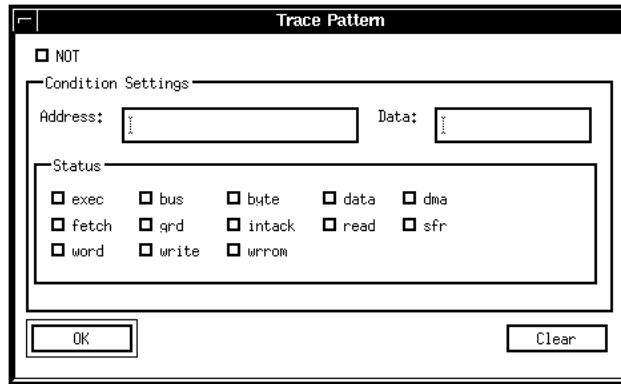 Trace Pattern
NOT
Condition Settings
Address: Data:
Status
exec bus byte data dma
fetch grd intack read sfr
word write wrrom
OK Clear